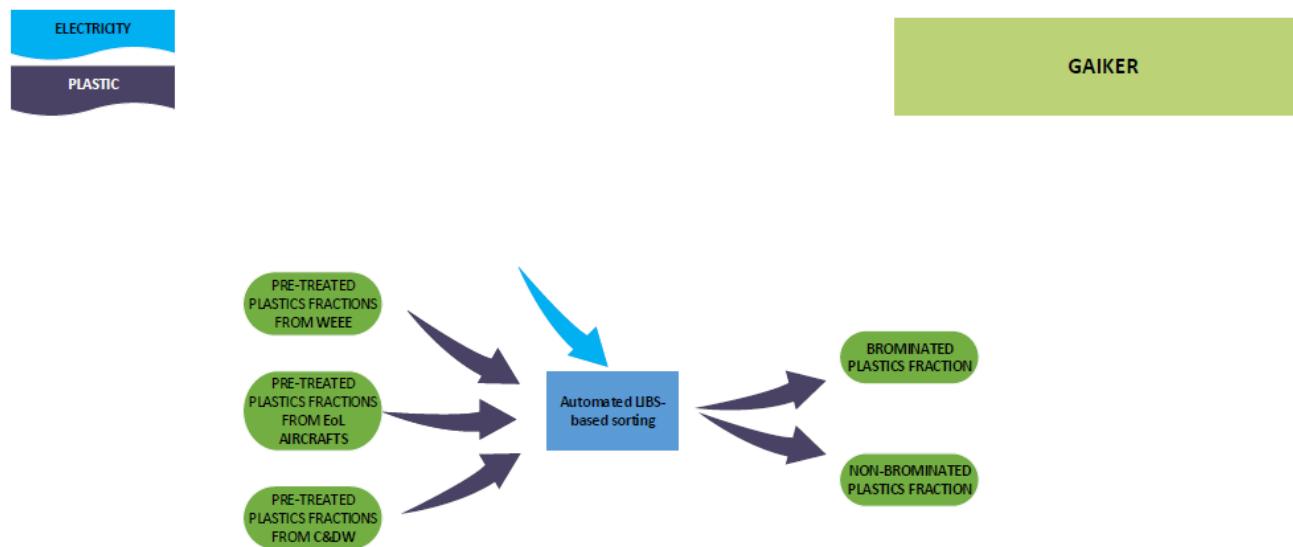 ELECTRICITY
PLASTIC
GAIKER
PRE-TREATED
PLASTICS FRACTIONS
FROM WEEE
PRE-TREATED
PLASTICS FRACTIONS
FROM EoL
AIRCRAFTS
PRE-TREATED
PLASTICS FRACTIONS
FROM C&DW
Automated LIBS-
based sorting
BROMINATED
PLASTICS FRACTION
NON-BROMINATED
PLASTICS FRACTION